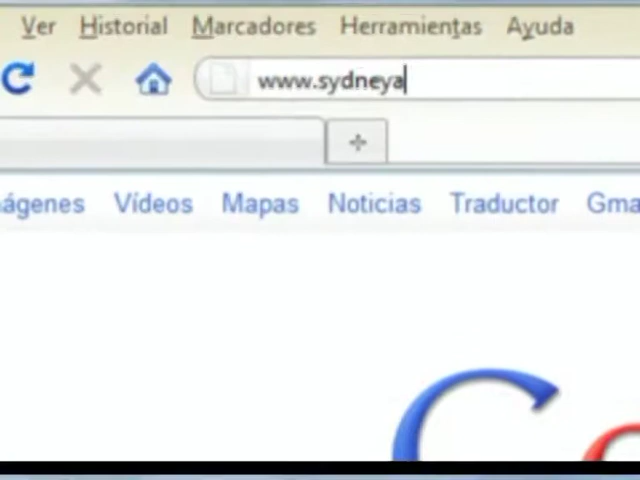 Ver Historial Marcadores Herramientas Ayuda
www.sydneya
ágenes Vídeos Mapas Noticias Traductor Gma